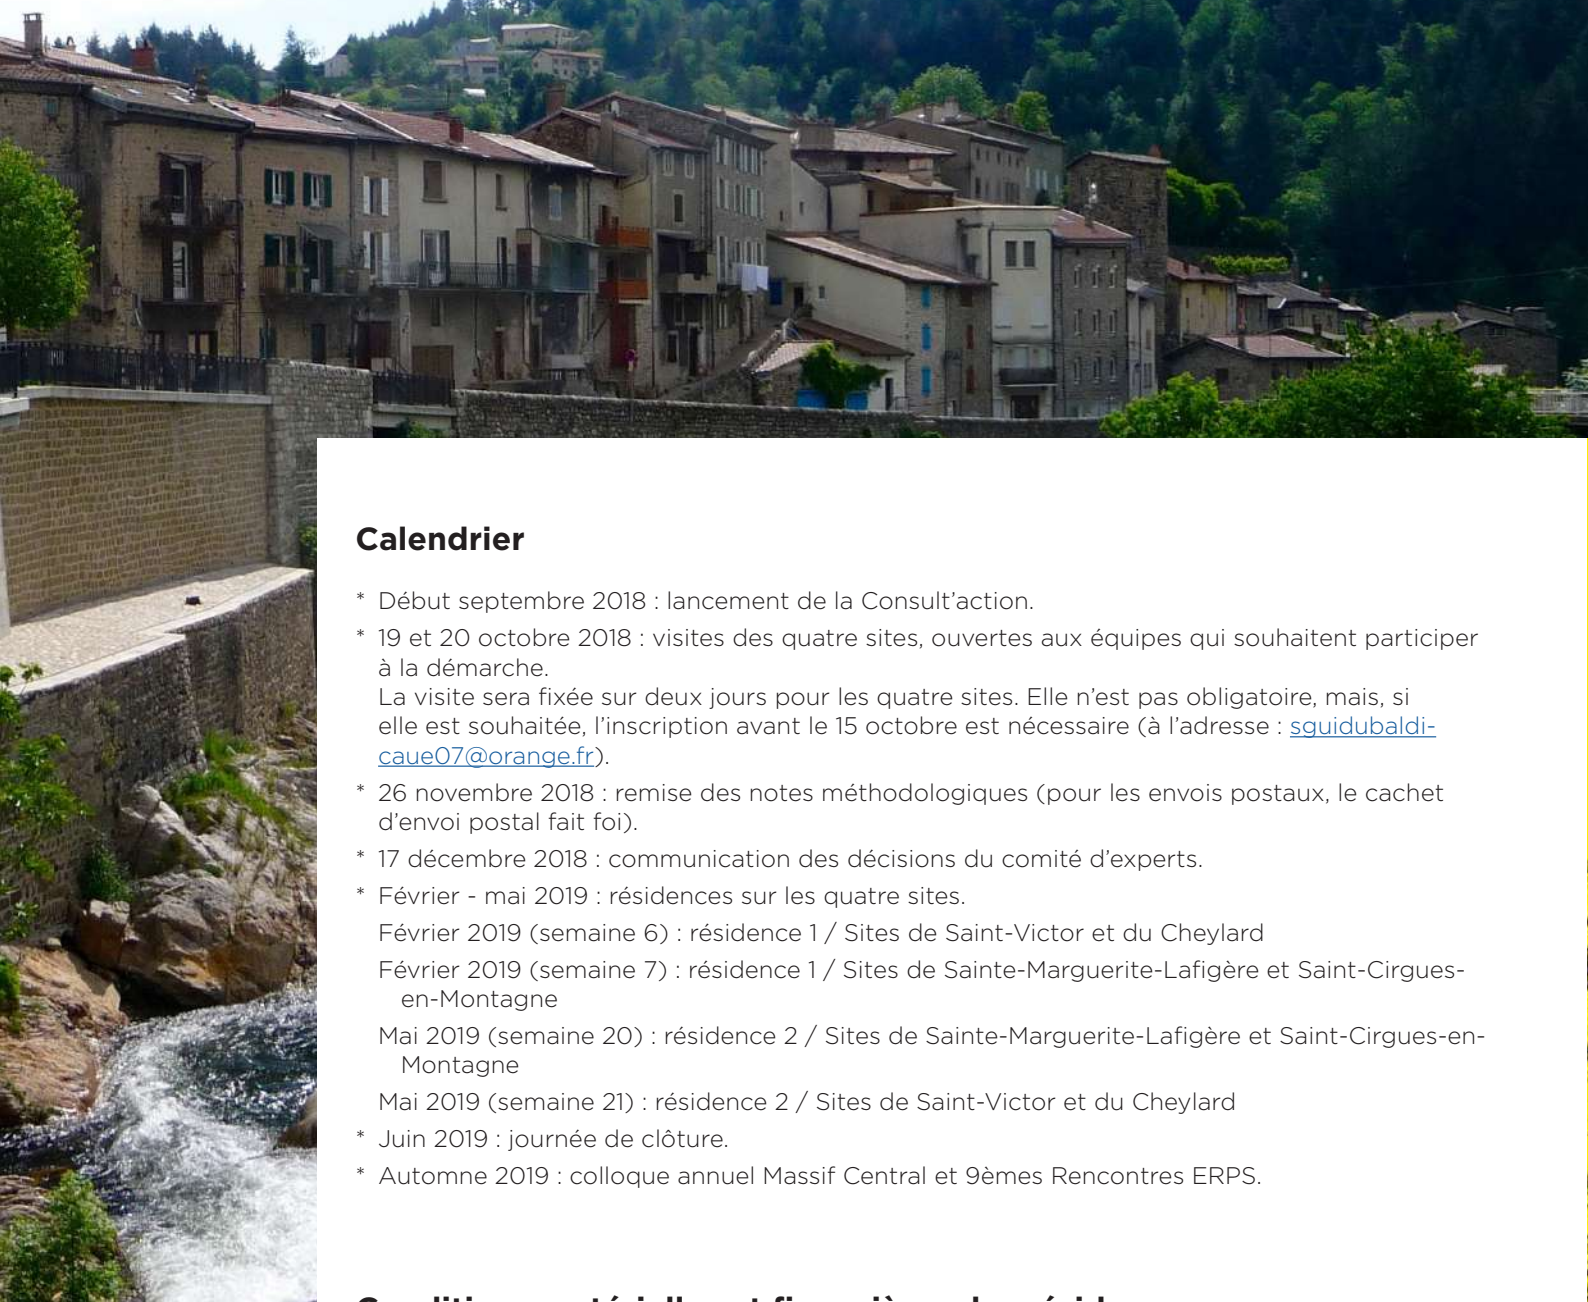 Calendrier
* Début septembre 2018 : lancement de la Consult’action.
* 19 et 20 octobre 2018 : visites des quatre sites, ouvertes aux équipes qui souhaitent participer
à la démarche.
La visite sera fixée sur deux jours pour les quatre sites. Elle n’est pas obligatoire, mais, si
elle est souhaitée, l’inscription avant le 15 octobre est nécessaire (à l’adresse : sguidubaldi-
caue07@orange.fr).
* 26 novembre 2018 : remise des notes méthodologiques (pour les envois postaux, le cachet
d’envoi postal fait foi).
* 17 décembre 2018 : communication des décisions du comité d’experts.
* Février - mai 2019 : résidences sur les quatre sites.
Février 2019 (semaine 6) : résidence 1 / Sites de Saint-Victor et du Cheylard
Février 2019 (semaine 7) : résidence 1 / Sites de Sainte-Marguerite-Lafigère et Saint-Cirgues-
en-Montagne
Mai 2019 (semaine 20) : résidence 2 / Sites de Sainte-Marguerite-Lafigère et Saint-Cirgues-en-
Montagne
Mai 2019 (semaine 21) : résidence 2 / Sites de Saint-Victor et du Cheylard
* Juin 2019 : journée de clôture.
* Automne 2019 : colloque annuel Massif Central et 9èmes Rencontres ERPS.